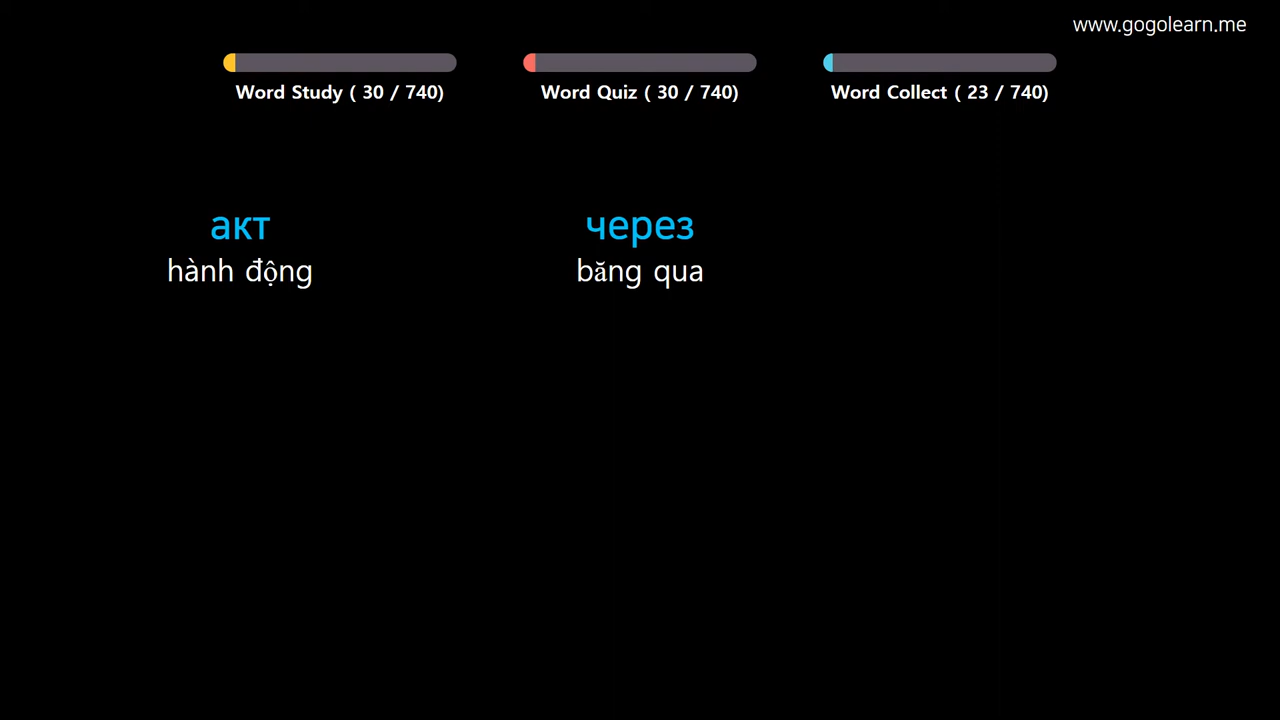 www.gogolearn.me
Word Study ( 30 / 740)
Word Quiz ( 30 / 740)
Word Collect ( 23 / 740)
акт
hành động
через
băng qua